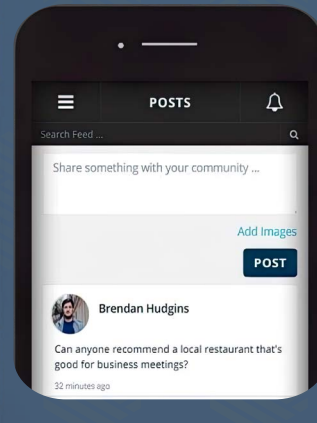 POSTS
Search Feed ...
Share something with your community ...
Add Images
POST
Brendan Hudgins
Can anyone recommend a local restaurant that's
good for business meetings?
32 minutes ago